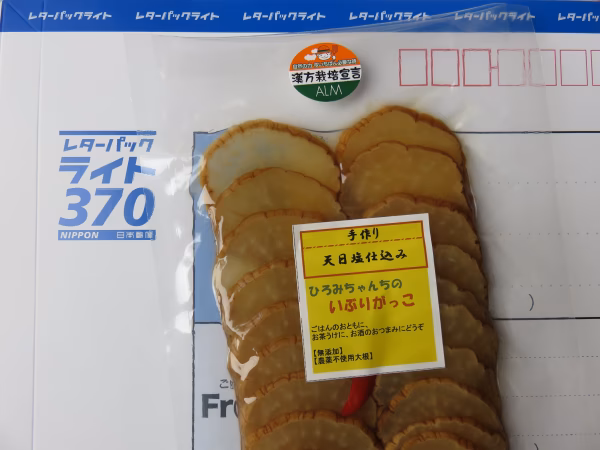 レターパックライト レターパックライト レターパックライト レターパックライト レターパックライト
漢方栽培宣言
ALM
レターパック
ライト
370
NIPPON 日本郵便
手作り
天日塩仕込み
ひろみちゃんちの
いぶりがっこ
ごはんのおともに、
お茶うけに、お酒のおつまみにどうぞ
【無添加】
【農薬不使用大根】